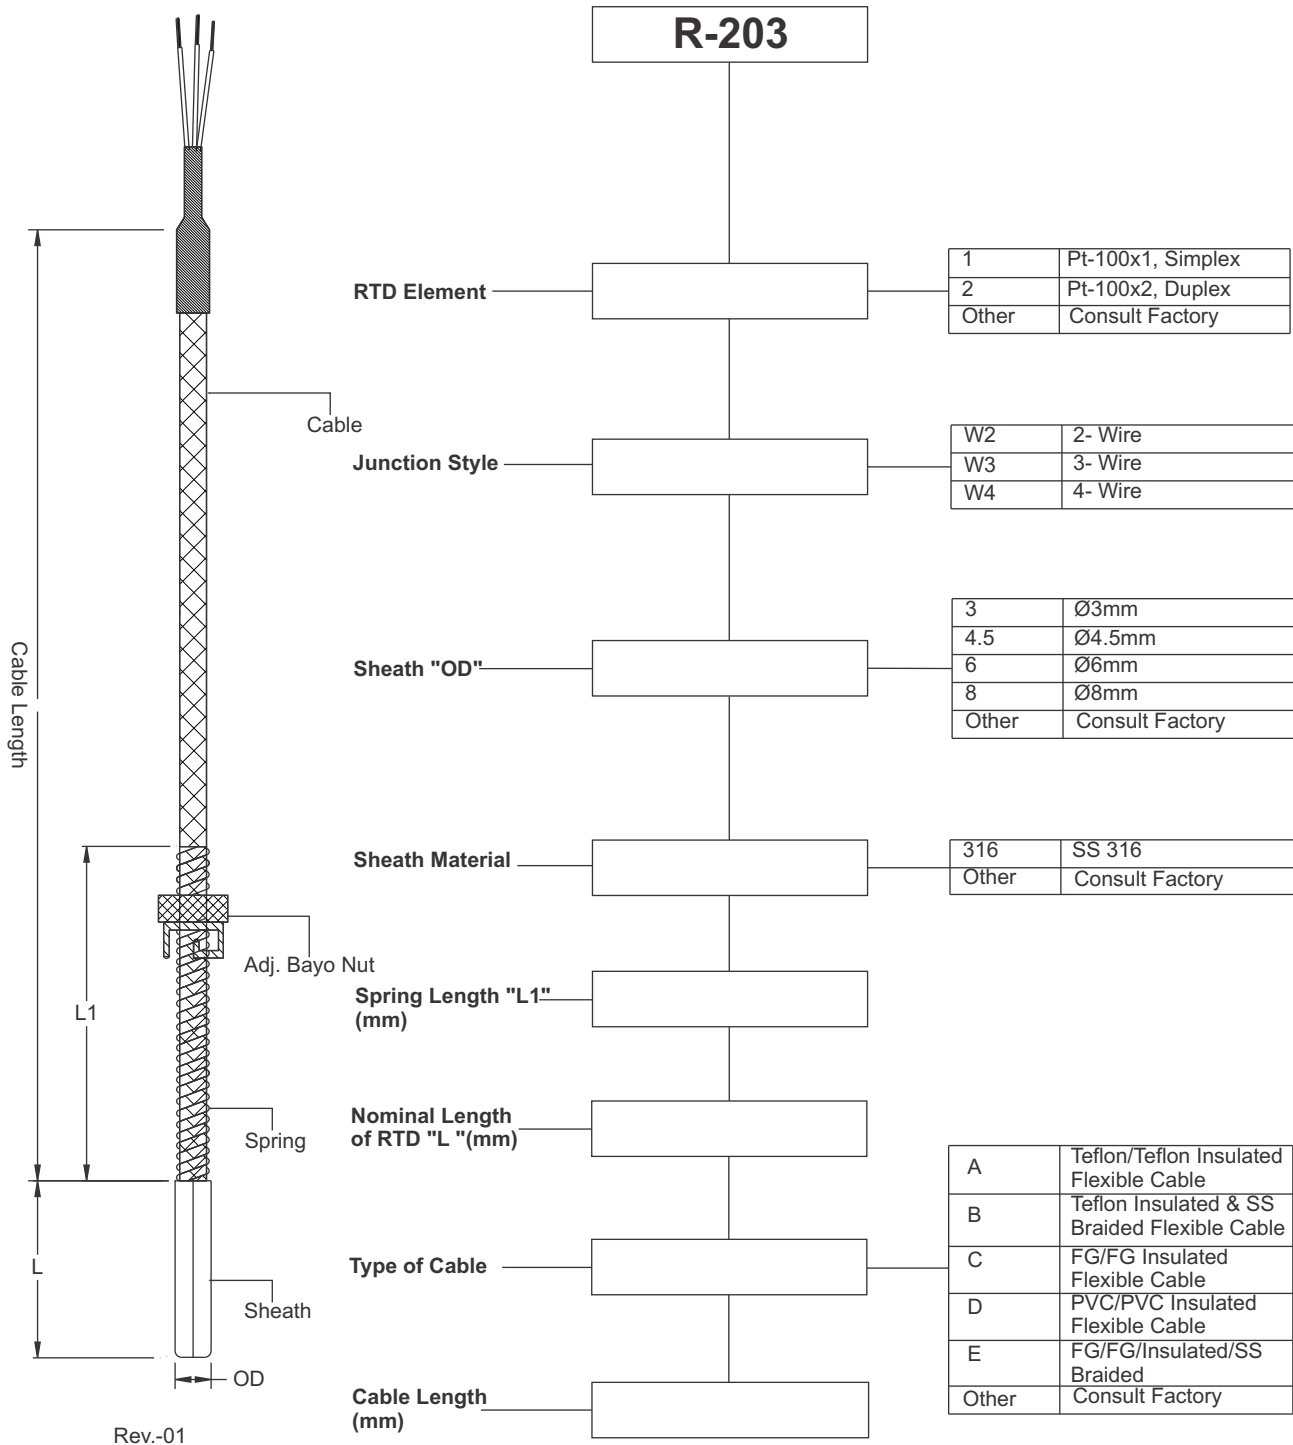 R-203
RTD Element
1 Pt-100x1, Simplex
2 Pt-100x2, Duplex
Other Consult Factory
Cable
Junction Style
W2 2- Wire
W3 3- Wire
W4 4- Wire
Cable Length
Sheath "OD"
3 Ø3mm
4.5 Ø4.5mm
6 Ø6mm
8 Ø8mm
Other Consult Factory
Sheath Material
316 SS 316
Other Consult Factory
Adj. Bayo Nut
L1
Spring Length "L1"
(mm)
Spring
Nominal Length
of RTD "L "(mm)
L
Sheath
OD
Type of Cable
A Teflon/Teflon Insulated
Flexible Cable
B Teflon Insulated & SS
Braided Flexible Cable
C FG/FG Insulated
Flexible Cable
D PVC/PVC Insulated
Flexible Cable
E FG/FG/Insulated/SS
Braided
Other Consult Factory
Cable Length
(mm)
Rev.-01